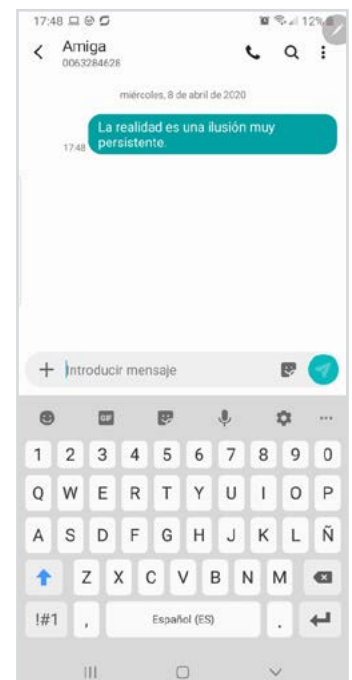 17:48 12%
Amiga
0063284628
miércoles, 8 de abril de 2020
La realidad es una ilusión muy
17:48 persistente.
Introducir mensaje
GIF
1 2 3 4 5 6 7 8 9 0
Q W E R T Y U I O P
A S D F G H J K L Ñ
Z X C V B N M
!#1 , Español (ES) .